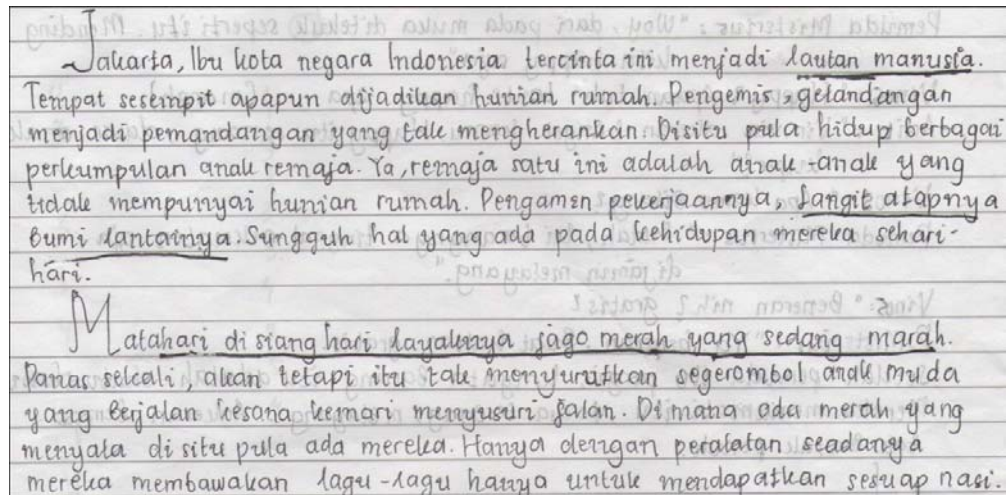 Jakarta, Ibu kota negara Indonesia tercinta ini menjadi lautan manusia.
Tempat sesempit apapun dijadikan hunian rumah. Pengemis, gelandangan
menjadi pemandangan yang tak mengherankan. Disitu pula hidup berbagai
perkumpulan anak remaja. Ya, remaja satu ini adalah anak-anak yang
tidak mempunyai hunian rumah. Pengamen pekerjaannya, Langit atapnya
Bumi lantainya. Sungguh hal yang ada pada kehidupan mereka sehari-
hari.
Matahari di siang hari layaknya jago merah yang sedang marah.
Panas sekali, akan tetapi itu tak menyurutkan segerombol anak muda
yang berjalan kesana kemari menyusuri jalan. Dimana ada merah yang
menyala di situ pula ada mereka. Hanya dengan peralatan seadanya
mereka membawakan lagu-lagu hanya untuk mendapatkan sesuap nasi.